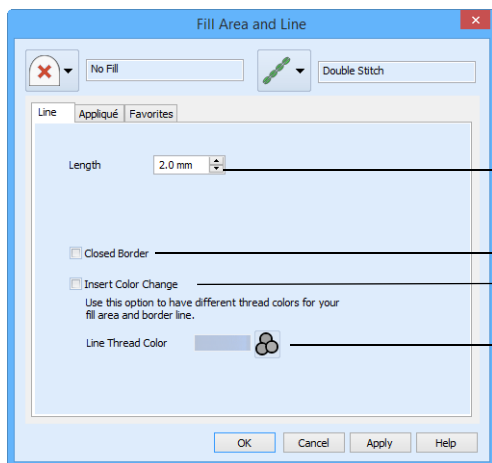 Fill Area and Line
No Fill
Double Stitch
Line Appliqué Favorites
Length 2.0 mm
Closed Border
Insert Color Change
Use this option to have different thread colors for your
fill area and border line.
Line Thread Color
OK Cancel Apply Help